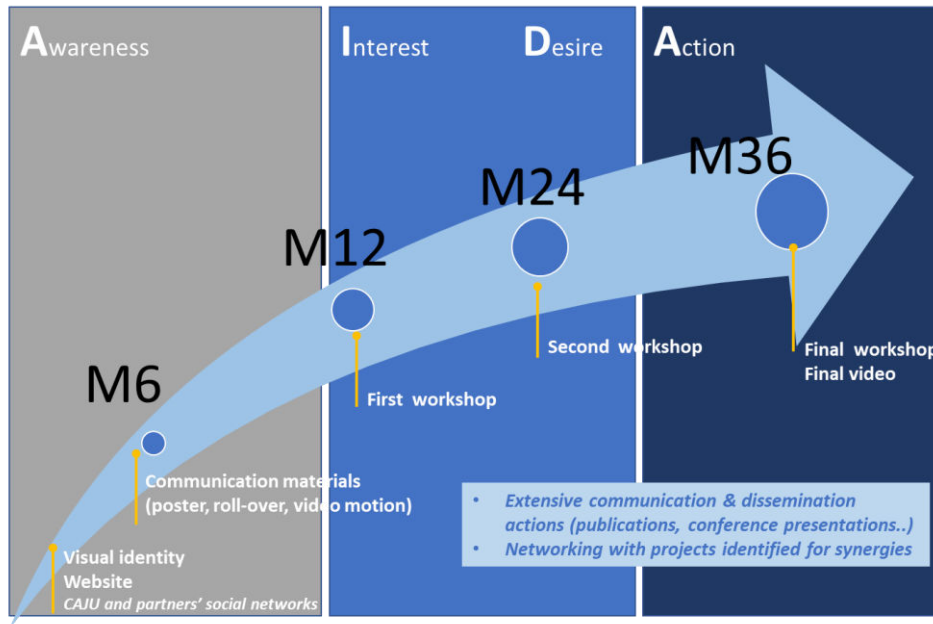 Awareness
Interest
Desire
Action
M36
M24
M12
M6
Second workshop
Final workshop
Final video
First workshop
Communication materials
(poster, roll-over, video motion)
• Extensive communication & dissemination
actions (publications, conference presentations..)
• Networking with projects identified for synergies
Visual identity
Website
CAJU and partners’ social networks